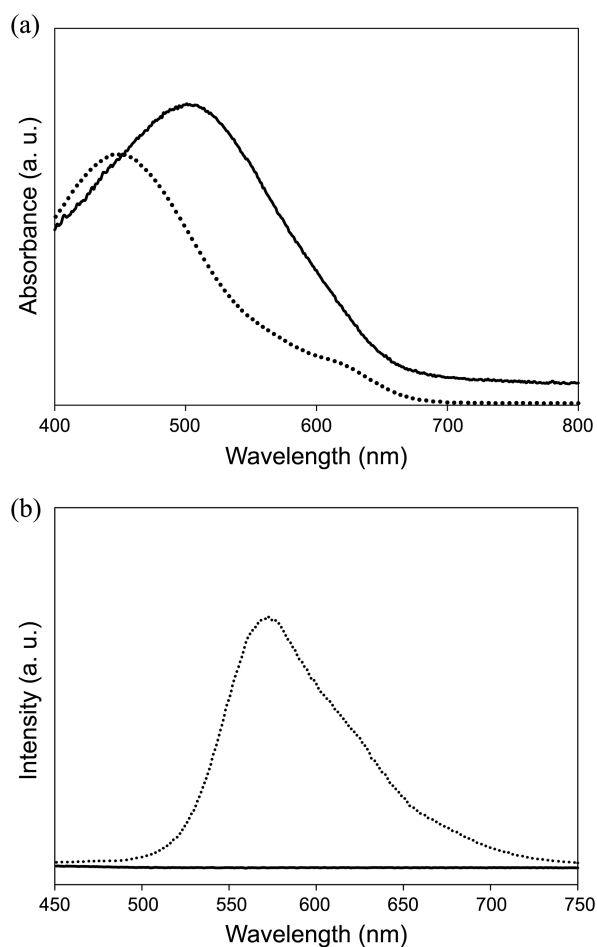 (a)
Absorbance (a. u.)
400 500 600 700 800
Wavelength (nm)
(b)
Intensity (a. u.)
450 500 550 600 650 700 750
Wavelength (nm)